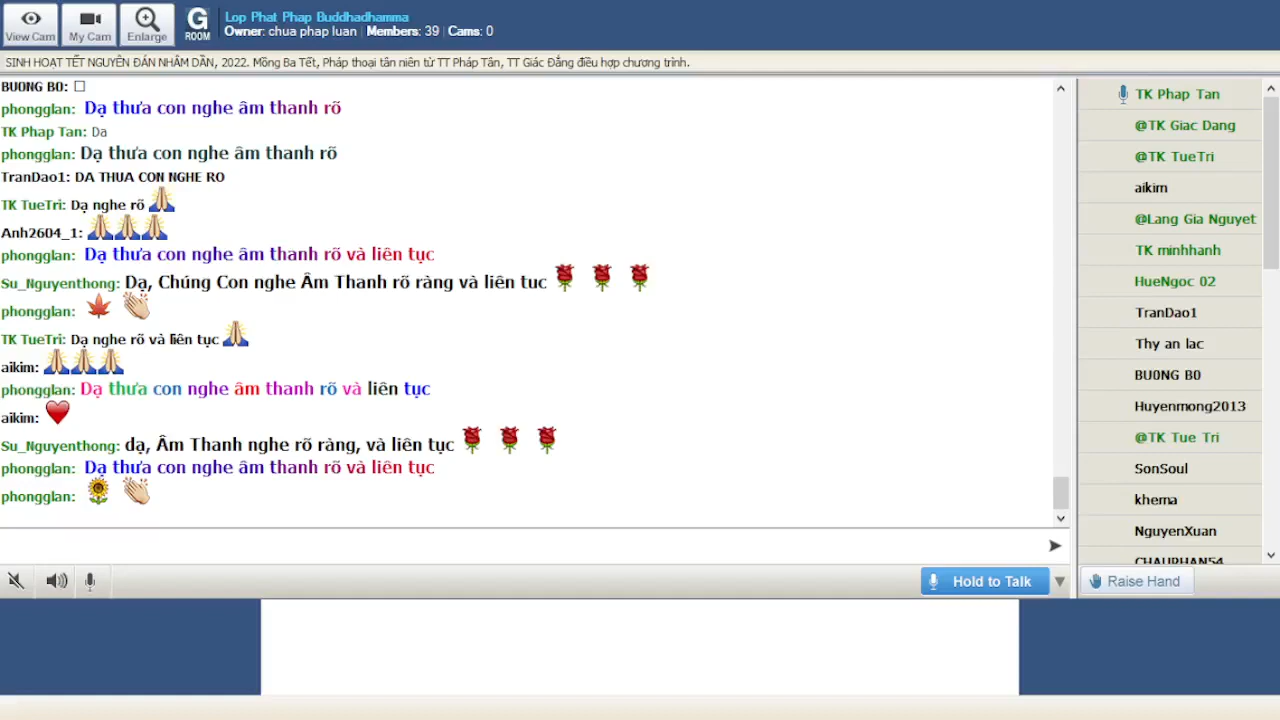 View Cam
My Cam
Enlarge
G
ROOM
Lop Phat Phap Buddhadhamma
Owner: chua phap luan | Members: 39 | Cams: 0
SINH HOẠT TẾT NGUYÊN ĐÁN NHÂM DẦN, 2022. Mồng Ba Tết, Pháp thoại tân niên từ TT Pháp Tân, TT Giác Đẳng điều hợp chương trình.
BU0NG B0:
phongglan: Dạ thưa con nghe âm thanh rõ
TK Phap Tan: Da
phongglan: Dạ thưa con nghe âm thanh rõ
TranDao1: DA THUA CON NGHE RO
TK TueTri: Dạ nghe rõ
Anh2604_1:
phongglan: Dạ thưa con nghe âm thanh rõ và liên tục
Su_Nguyenthong: Dạ, Chúng Con nghe Âm Thanh rõ ràng và liên tuc
phongglan:
TK TueTri: Dạ nghe rõ và liên tục
aikim:
phongglan: Dạ thưa con nghe âm thanh rõ và liên tục
aikim:
Su_Nguyenthong: dạ, Âm Thanh nghe rõ ràng, và liên tục
phongglan: Dạ thưa con nghe âm thanh rõ và liên tục
phongglan:
TK Phap Tan
@TK Giac Dang
@TK TueTri
aikim
@Lang Gia Nguyet
TK minhhanh
HueNgoc 02
TranDao1
Thy an lac
BU0NG B0
Huyenmong2013
@TK Tue Tri
SonSoul
khema
NguyenXuan
CHAUPHAN54
Hold to Talk
Raise Hand